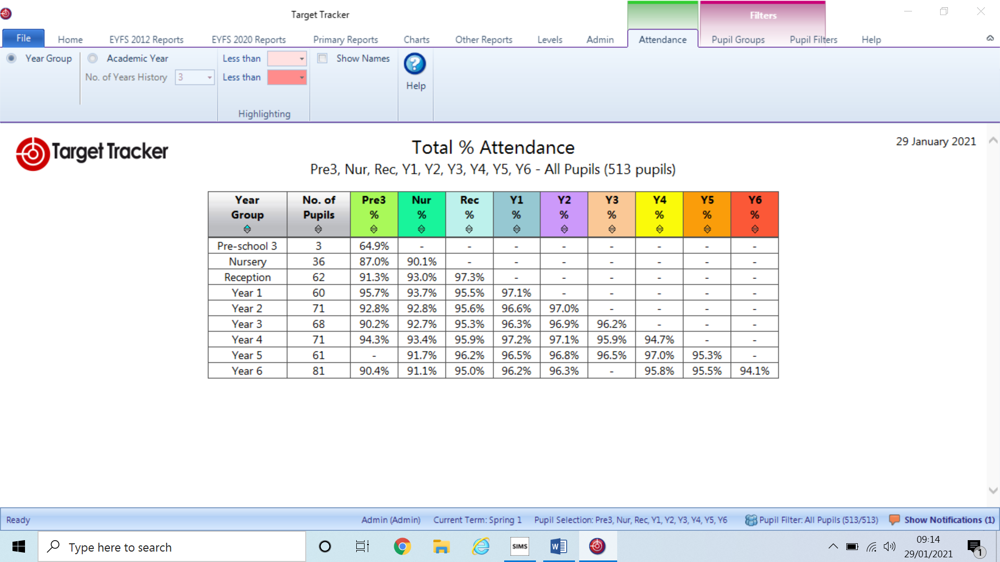 Target Tracker
Filters
File Home EYFS 2012 Reports EYFS 2020 Reports Primary Reports Charts Other Reports Levels Admin Attendance Pupil Groups Pupil Filters Help
Year Group Academic Year Less than Show Names
No. of Years History 3 Less than
Help
Highlighting
Target Tracker
Total % Attendance
29 January 2021
Pre3, Nur, Rec, Y1, Y2, Y3, Y4, Y5, Y6 - All Pupils (513 pupils)
Year No. of Pre3 Nur Rec Y1 Y2 Y3 Y4 Y5 Y6
Group Pupils % % % % % % % % %
Pre-school 3 3 64.9% - - - - - - - -
Nursery 36 87.0% 90.1% - - - - - - -
Reception 62 91.3% 93.0% 97.3% - - - - - -
Year 1 60 95.7% 93.7% 95.5% 97.1% - - - - -
Year 2 71 92.8% 92.8% 95.6% 96.6% 97.0% - - - -
Year 3 68 90.2% 92.7% 95.3% 96.3% 96.9% 96.2% - - -
Year 4 71 94.3% 93.4% 95.9% 97.2% 97.1% 95.9% 94.7% - -
Year 5 61 - 91.7% 96.2% 96.5% 96.8% 96.5% 97.0% 95.3% -
Year 6 81 90.4% 91.1% 95.0% 96.2% 96.3% - 95.8% 95.5% 94.1%
Ready Admin (Admin) Current Term: Spring 1 Pupil Selection: Pre3, Nur, Rec, Y1, Y2, Y3, Y4, Y5, Y6 Pupil Filter: All Pupils (513/513) Show Notifications (1)
Type here to search
SIMS
W
09:14
29/01/2021
1